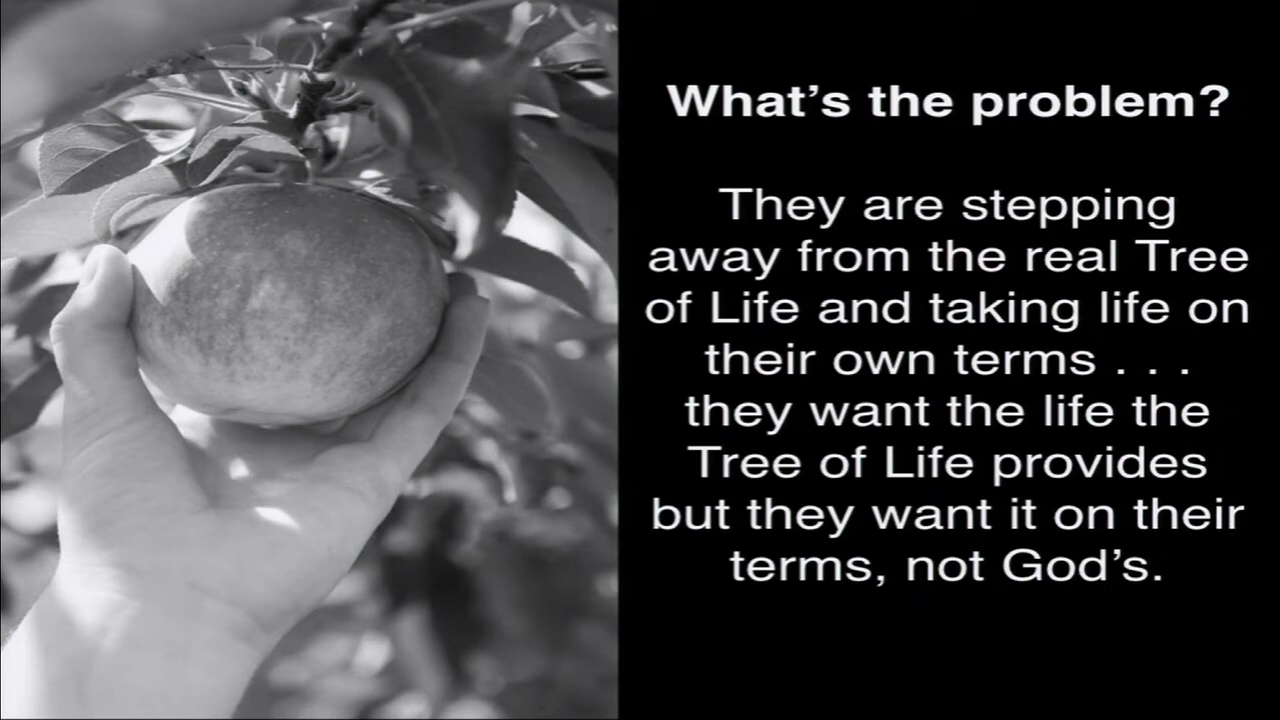 What’s the problem?
They are stepping
away from the real Tree
of Life and taking life on
their own terms . . .
they want the life the
Tree of Life provides
but they want it on their
terms, not God’s.